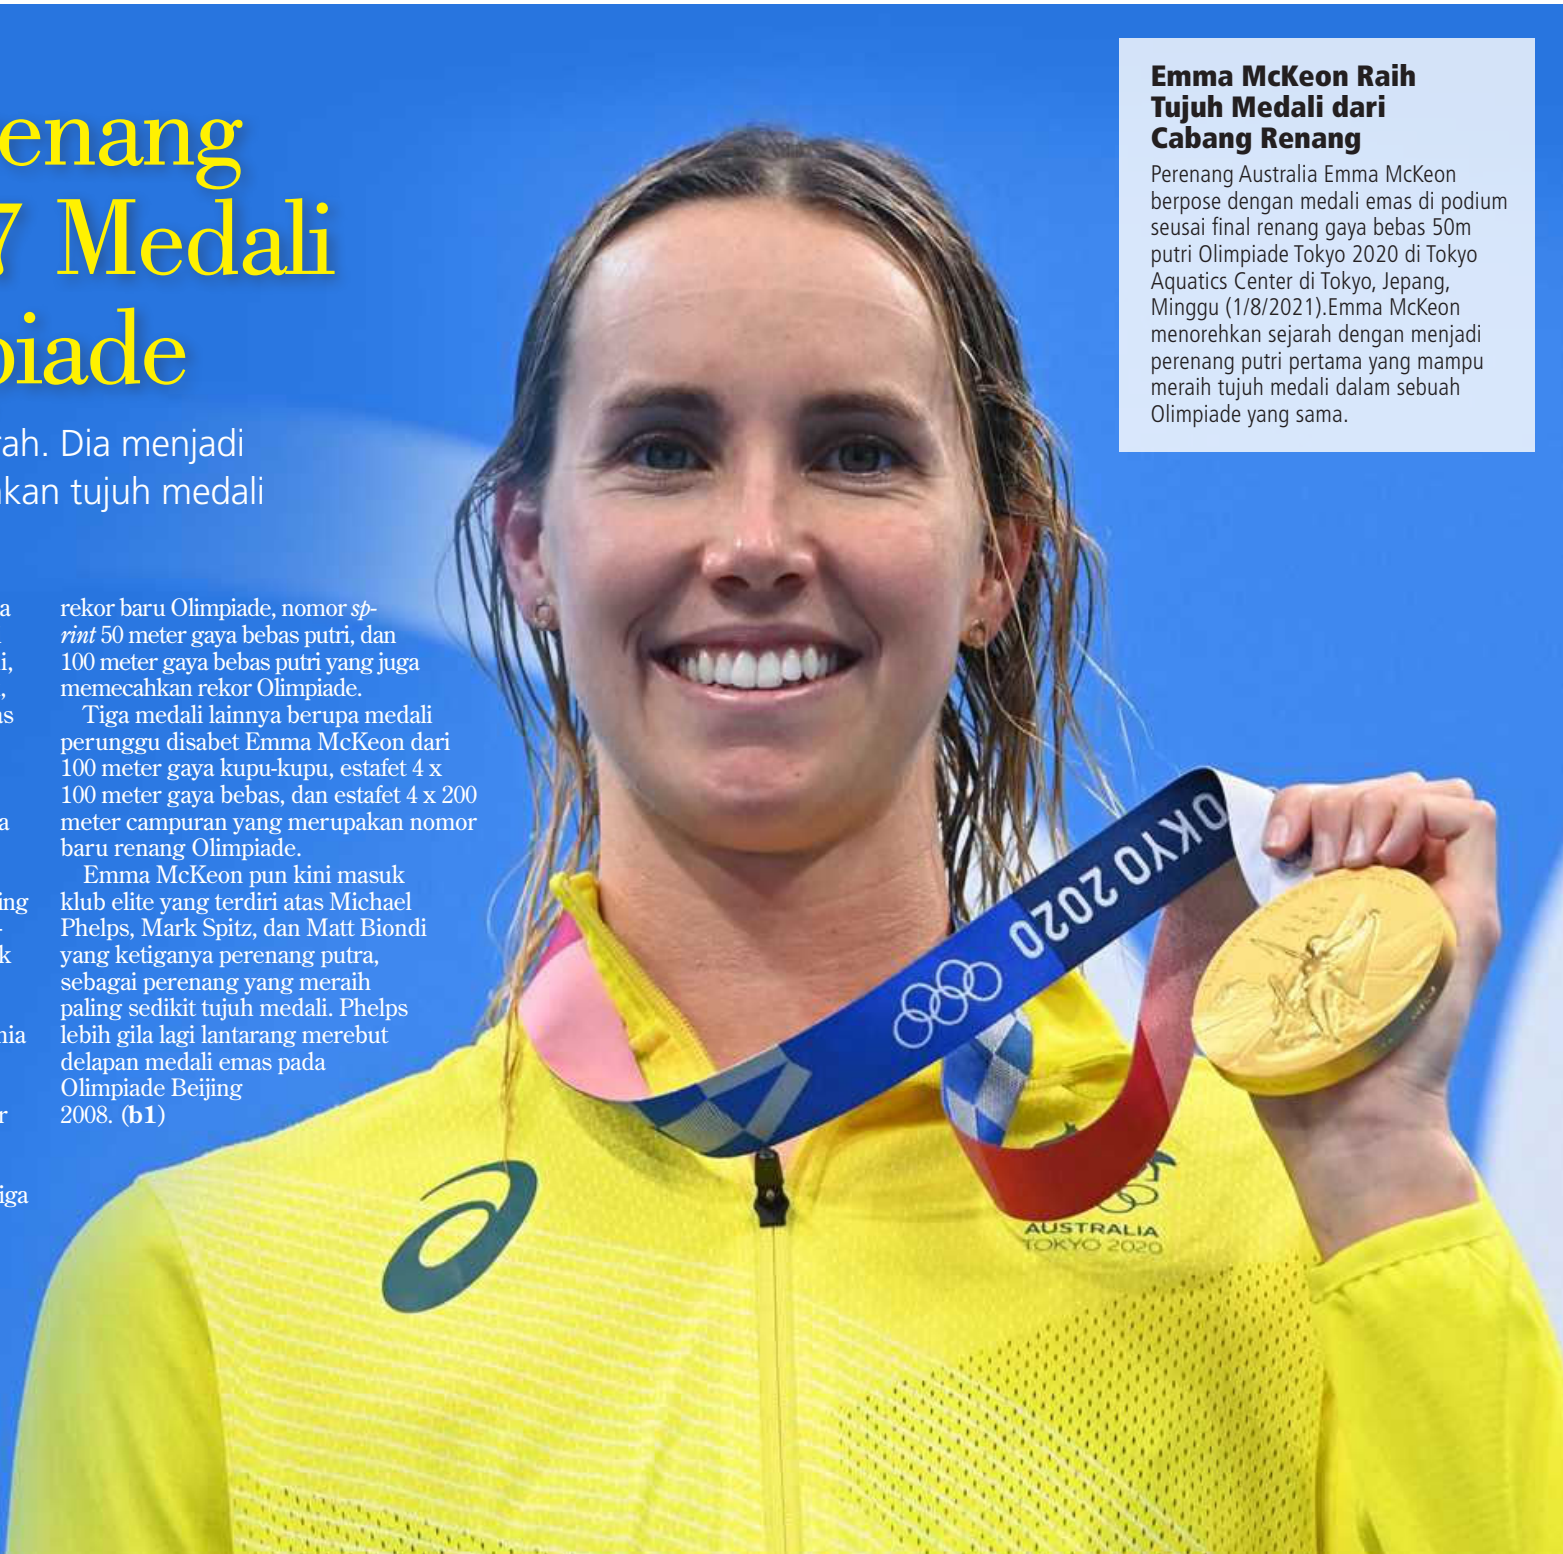 enang
7 Medali
piade
rah. Dia menjadi
kan tujuh medali
a
i,
,
as
a
ing
-
k
nia
r
iga
rekor baru Olimpiade, nomor sp-
rint 50 meter gaya bebas putri, dan
100 meter gaya bebas putri yang juga
memecahkan rekor Olimpiade.
Tiga medali lainnya berupa medali
perunggu disabet Emma McKeon dari
100 meter gaya kupu-kupu, estafet 4 x
100 meter gaya bebas, dan estafet 4 x 200
meter campuran yang merupakan nomor
baru renang Olimpiade.
Emma McKeon pun kini masuk
klub elite yang terdiri atas Michael
Phelps, Mark Spitz, dan Matt Biondi
yang ketiganya perenang putra,
sebagai perenang yang meraih
paling sedikit tujuh medali. Phelps
lebih gila lagi lantarang merebut
delapan medali emas pada
Olimpiade Beijing
2008. (b1)
Emma McKeon Raih
Tujuh Medali dari
Cabang Renang
Perenang Australia Emma McKeon
berpose dengan medali emas di podium
seusai final renang gaya bebas 50m
putri Olimpiade Tokyo 2020 di Tokyo
Aquatics Center di Tokyo, Jepang,
Minggu (1/8/2021).Emma McKeon
menorehkan sejarah dengan menjadi
perenang putri pertama yang mampu
meraih tujuh medali dalam sebuah
Olimpiade yang sama.
TOKYO 2020
AUSTRALIA
TOKYO 2020